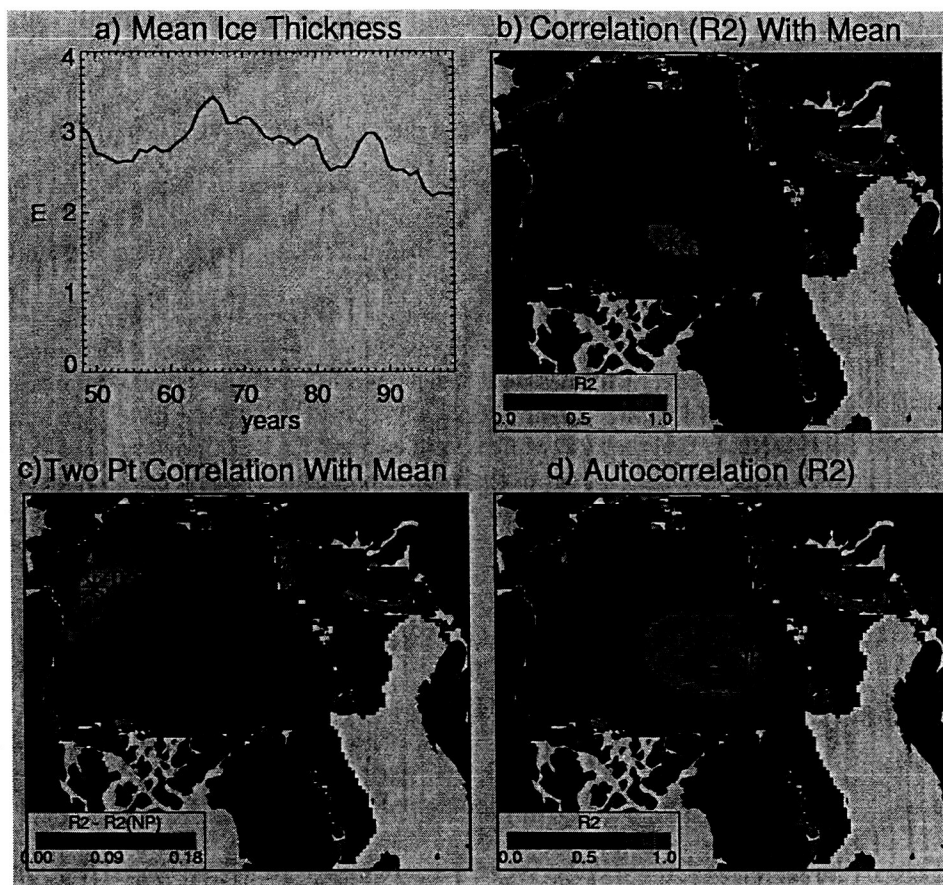 a) Mean Ice Thickness
4
3
m 2
1
0
50 60 70 80 90
years
b) Correlation (R2) With Mean
R2
0.0 0.5 1.0
c)Two Pt Correlation With Mean
R2 - R2(NP)
0.00 0.09 0.18
d) Autocorrelation (R2)
R2
0.0 0.5 1.0